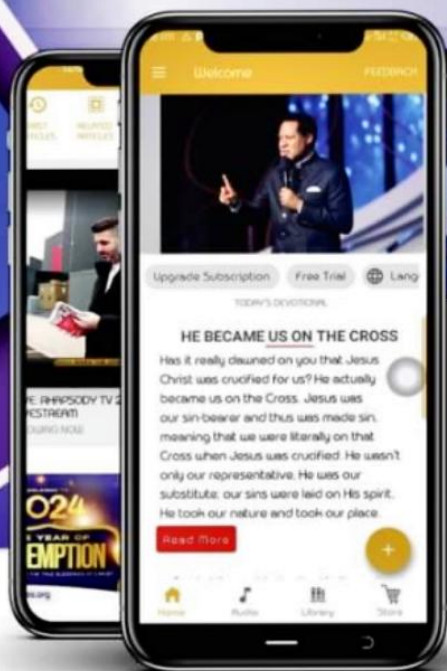 RELATED
ARTICLES
RHAPSODY TV
NOW
024
YEAR OF
EMPTION
Welcome
FEEDBACK
Upgrade Subscription
Free Trial
Lang
TODAY'S DEVOTIONAL
HE BECAME US ON THE CROSS
Has it really dawned on you that Jesus
Christ was crucified for us? He actually
became us on the Cross. Jesus was
our sin-bearer and thus was made sin,
meaning that we were literally on that
Cross when Jesus was crucified. He wasn't
only our representative, He was our
substitute; our sins were laid on His spirit.
He took our nature and took our place.
Read More
Home
Audio
Library
Store